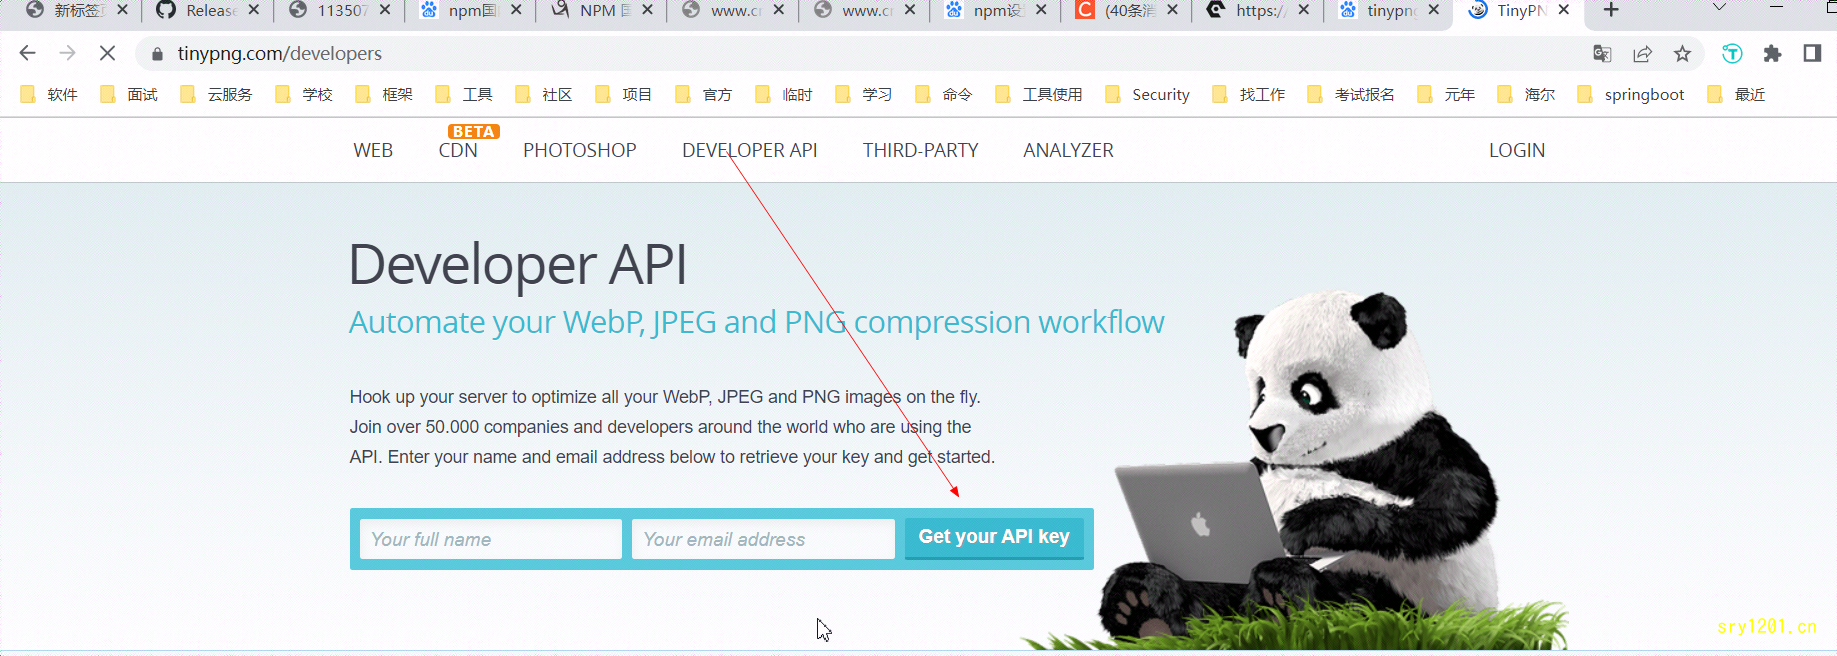 新标签页 Release 11350 npm国 NPM 国 www.c www.c npm设 (40条消 https:/ tinypng TinyPN
tinypng.com/developers
软件 面试 云服务 学校 框架 工具 社区 项目 官方 临时 学习 命令 工具使用 Security 找工作 考试报名 元年 海尔 springboot 最近
BETA
WEB CDN PHOTOSHOP DEVELOPER API THIRD-PARTY ANALYZER LOGIN
Developer API
Automate your WebP, JPEG and PNG compression workflow
Hook up your server to optimize all your WebP, JPEG and PNG images on the fly.
Join over 50.000 companies and developers around the world who are using the
API. Enter your name and email address below to retrieve your key and get started.
Your full name Your email address Get your API key
sry1201.cn